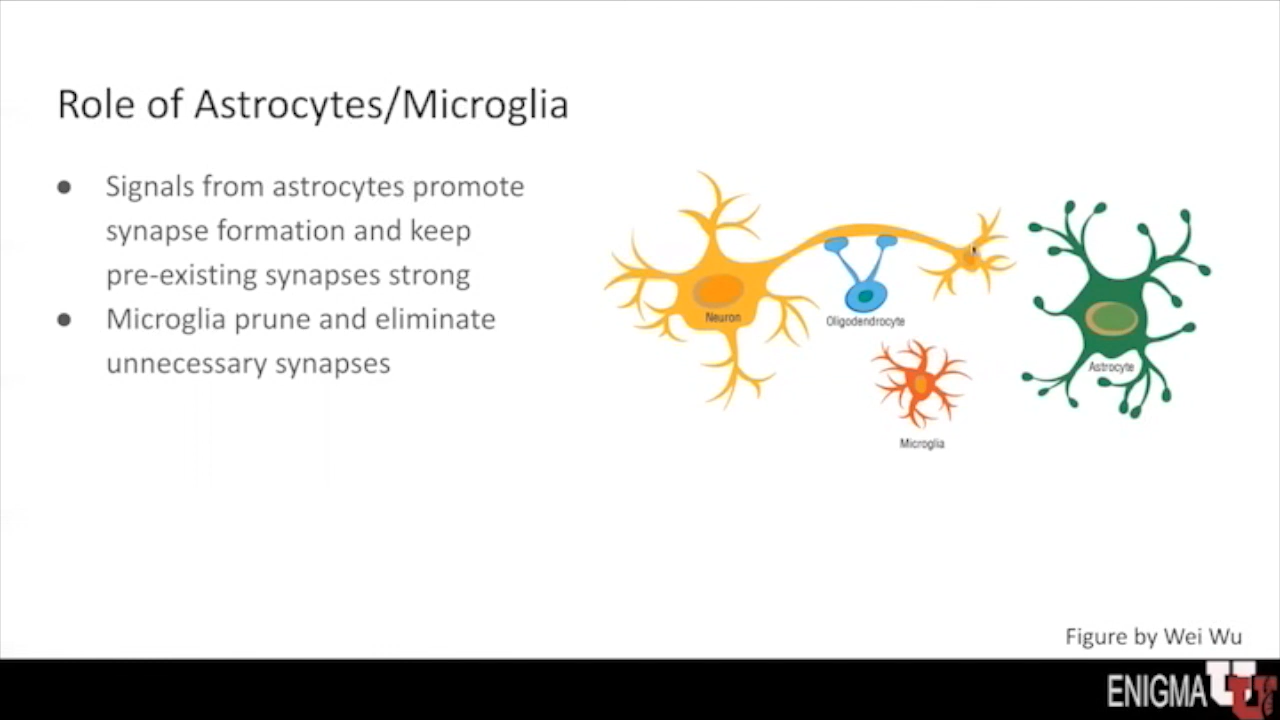 Role of Astrocytes/Microglia
● Signals from astrocytes promote
synapse formation and keep
pre-existing synapses strong
● Microglia prune and eliminate
unnecessary synapses
Neuron
Oligodendrocyte
Astrocyte
Microglia
Figure by Wei Wu
ENIGMA U